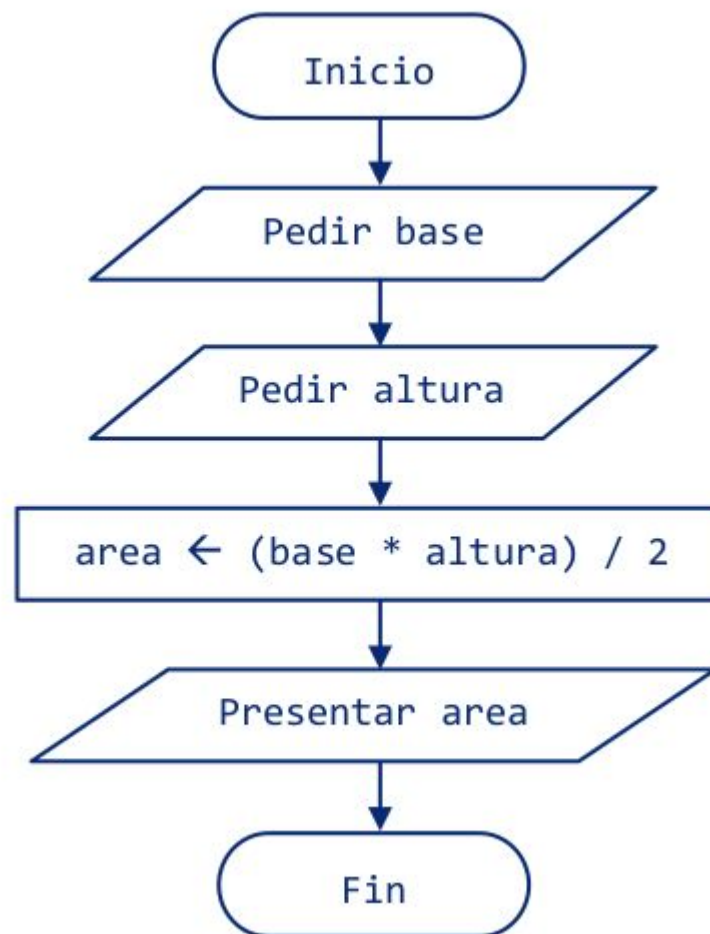 Inicio
Pedir base
Pedir altura
area ← (base * altura) / 2
Presentar area
Fin